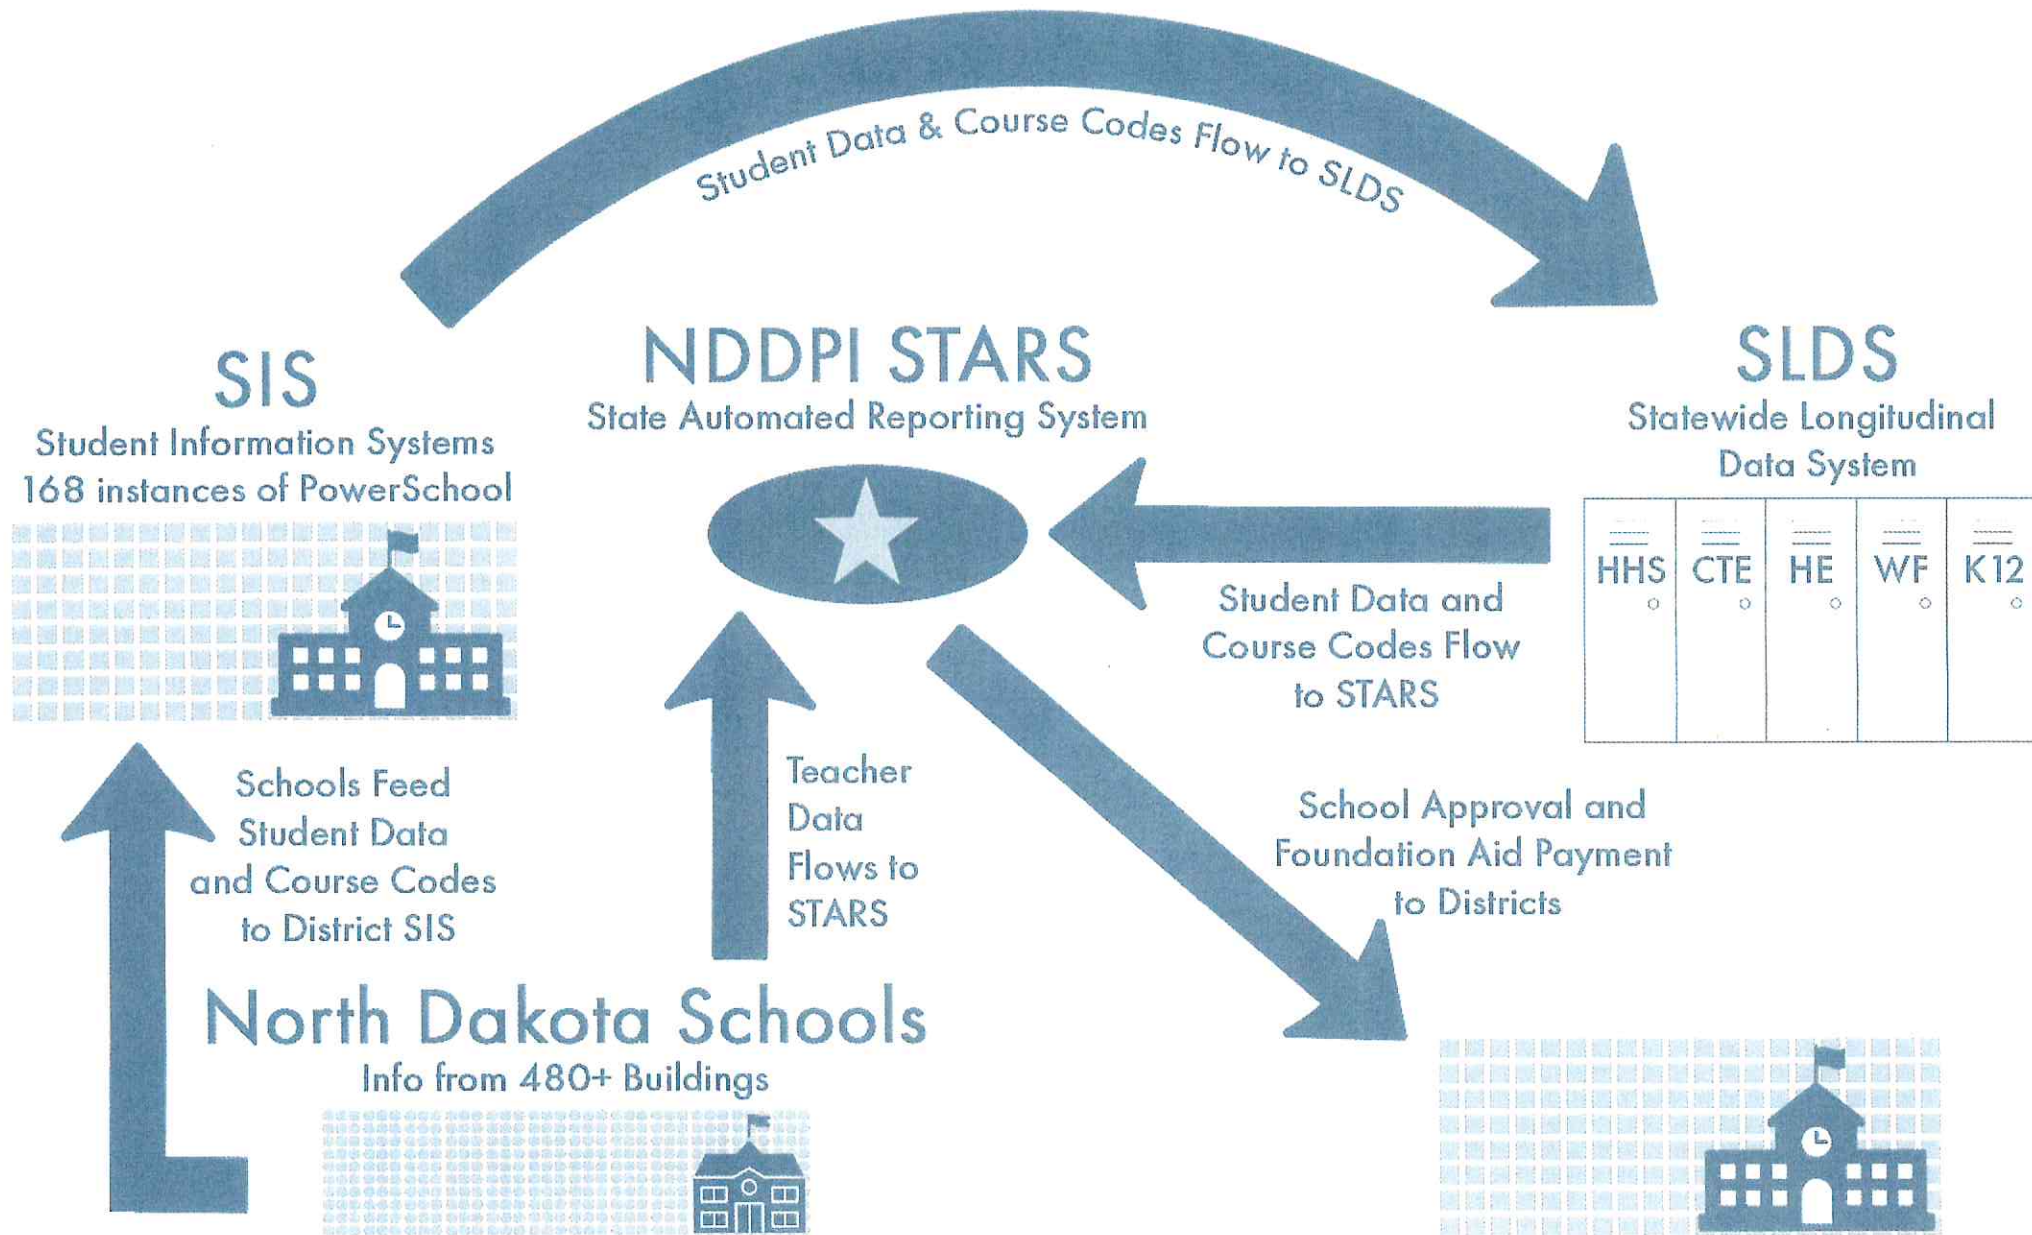 Student Data & Course Codes Flow to SLDS
SIS
Student Information Systems
168 instances of PowerSchool
NDDPI STARS
State Automated Reporting System
SLDS
Statewide Longitudinal
Data System
HHS
CTE
HE
WF
K12
Student Data and
Course Codes Flow
to STARS
Schools Feed
Student Data
and Course Codes
to District SIS
Teacher
Data
Flows to
STARS
School Approval and
Foundation Aid Payment
to Districts
North Dakota Schools
Info from 480+ Buildings